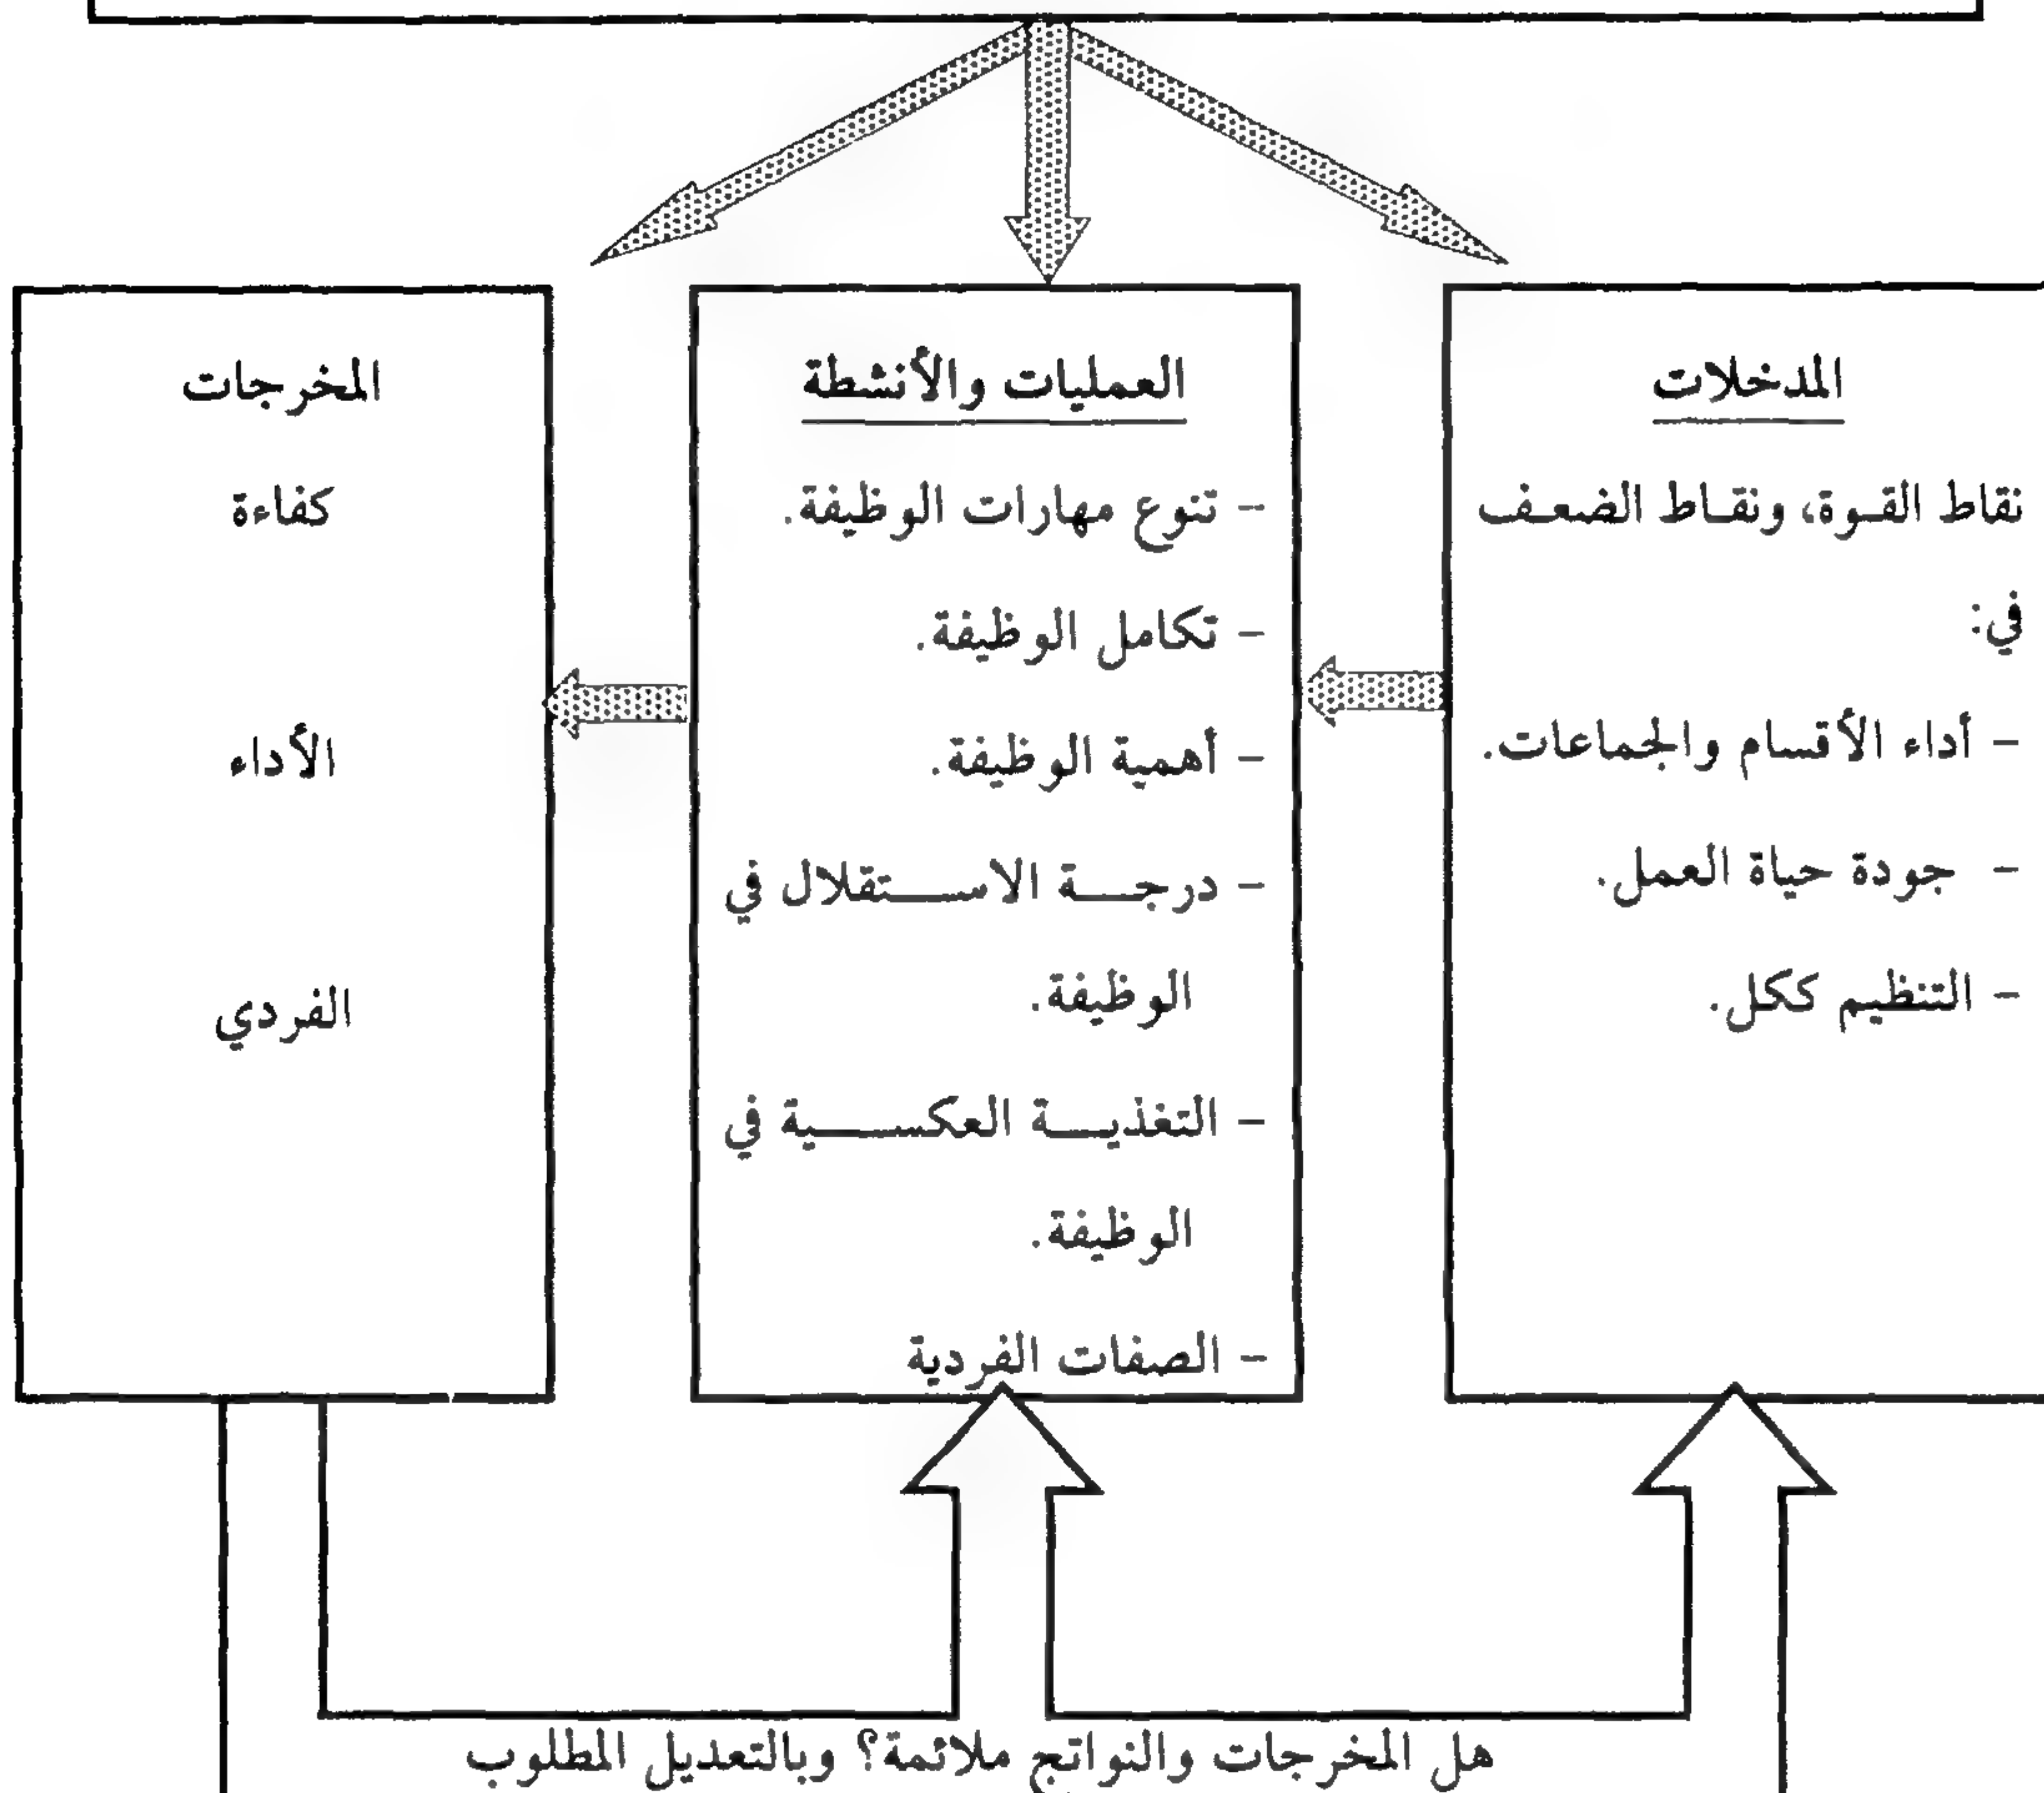 المدخلات
نقاط القوة، ونقاط الضعف
في:
- أداء الأقسام والجماعات.
- جودة حياة العمل.
- التنظيم ككل.
العمليات والأنشطة
- تنوع مهارات الوظيفة.
- تكامل الوظيفة.
- أهمية الوظيفة.
- درجة الاستقلال في
الوظيفة.
- التغذية العكسية في
الوظيفة.
- الصفات الفردية
المخرجات
كفاءة
الأداء
الفردي
هل المخرجات والنواتج ملائمة؟ وبالتعديل المطلوب